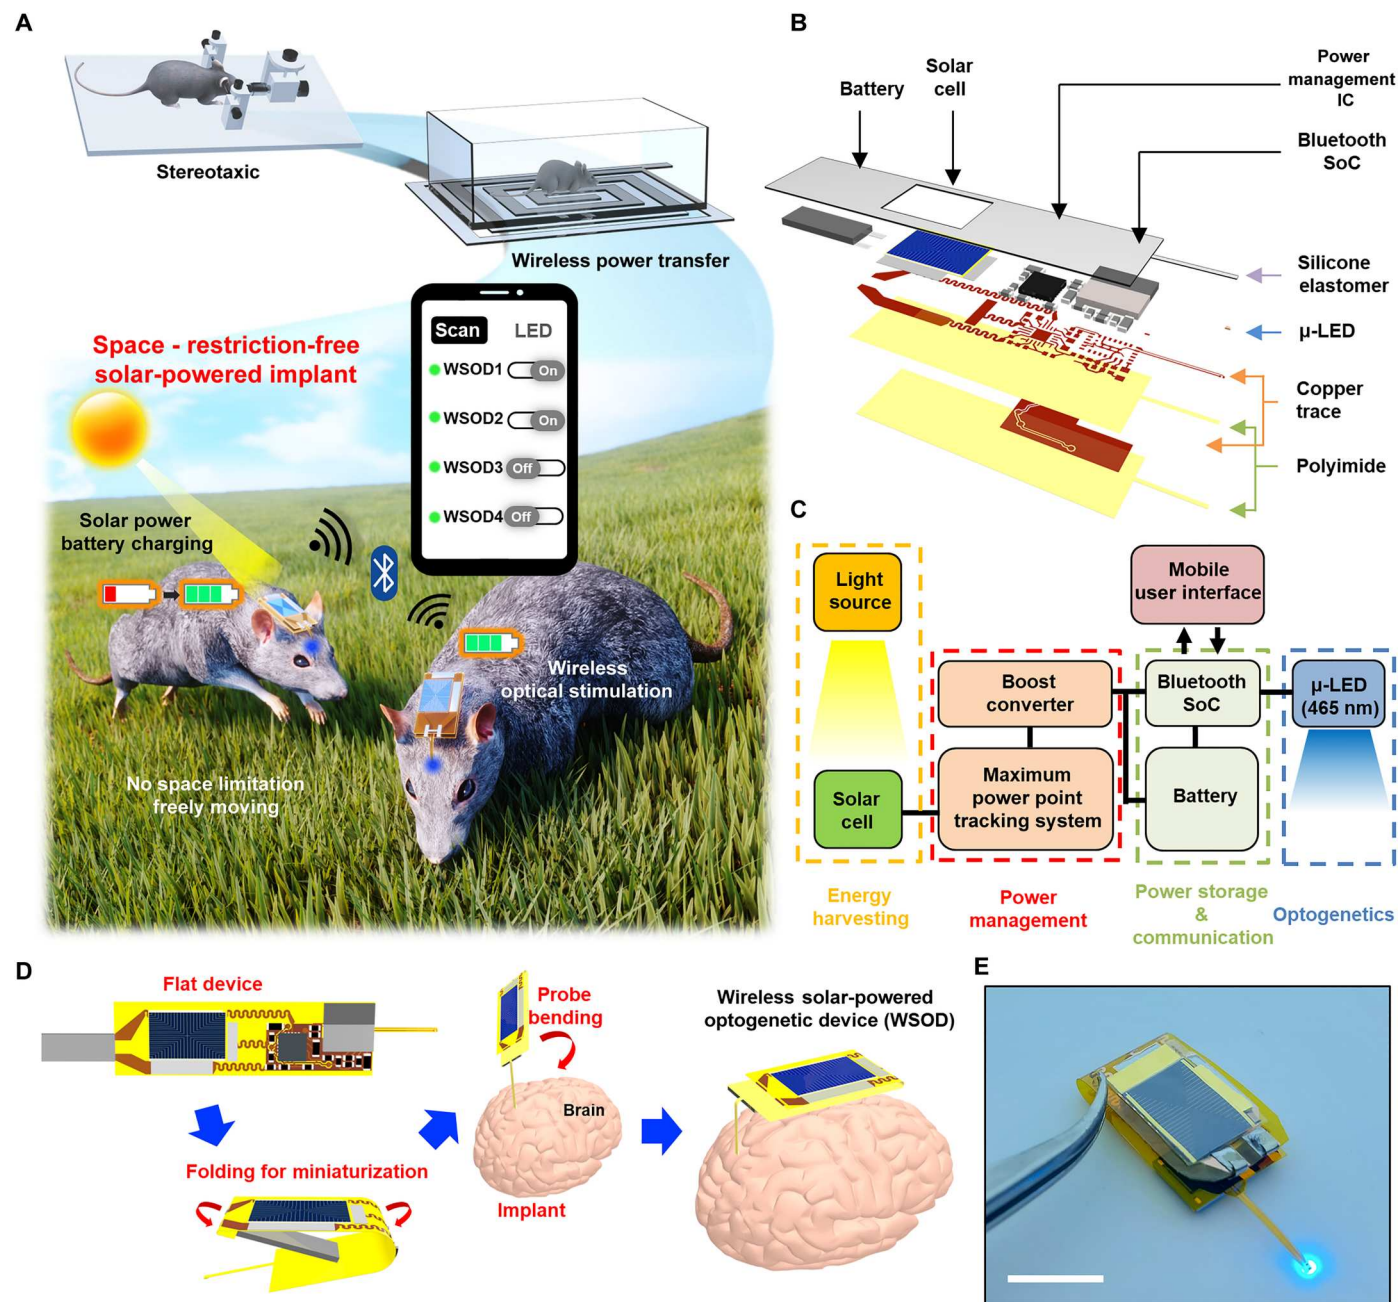 A
Stereotaxic
Wireless power transfer
Space - restriction-free
solar-powered implant
Scan LED
WSOD1 On
WSOD2 On
WSOD3 Off
WSOD4 Off
Solar power
battery charging
Wireless
optical stimulation
No space limitation
freely moving
B
Battery
Solar
cell
Power
management
IC
Bluetooth
SoC
Silicone
elastomer
μ-LED
Copper
trace
Polyimide
C
Light
source
Solar
cell
Boost
converter
Maximum
power point
tracking system
Mobile
user interface
Bluetooth
SoC
Battery
μ-LED
(465 nm)
Energy
harvesting
Power
management
Power storage
&
communication
Optogenetics
D
Flat device
Folding for miniaturization
Probe
bending
Brain
Implant
Wireless solar-powered
optogenetic device (WSOD)
E